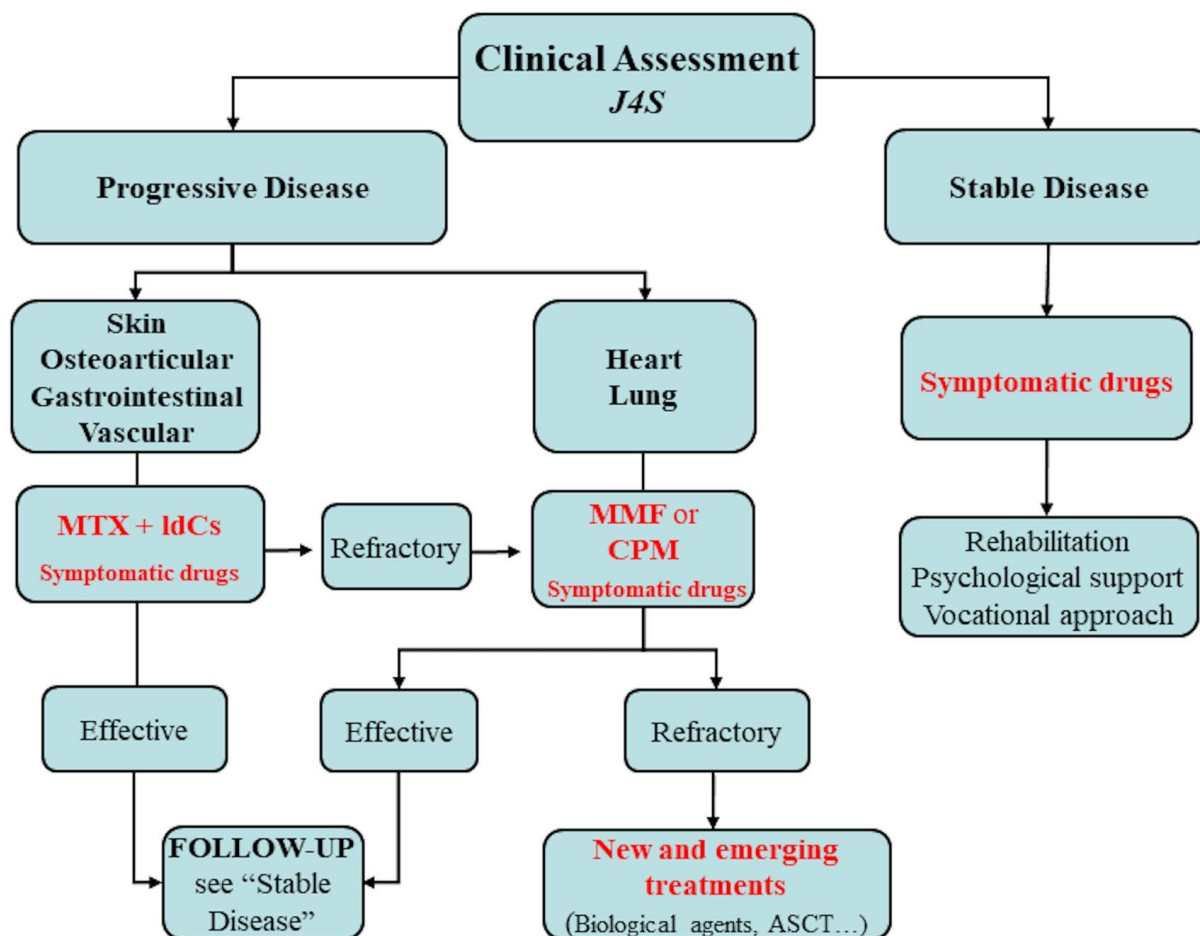 Clinical Assessment
J4S
Progressive Disease
Stable Disease
Skin
Osteoarticular
Gastrointestinal
Vascular
Heart
Lung
Symptomatic drugs
MTX + ldCs
Symptomatic drugs
Refractory
MMF or
CPM
Symptomatic drugs
Rehabilitation
Psychological support
Vocational approach
Effective
Effective
Refractory
FOLLOW-UP
see “Stable
Disease”
New and emerging
treatments
(Biological agents, ASCT…)